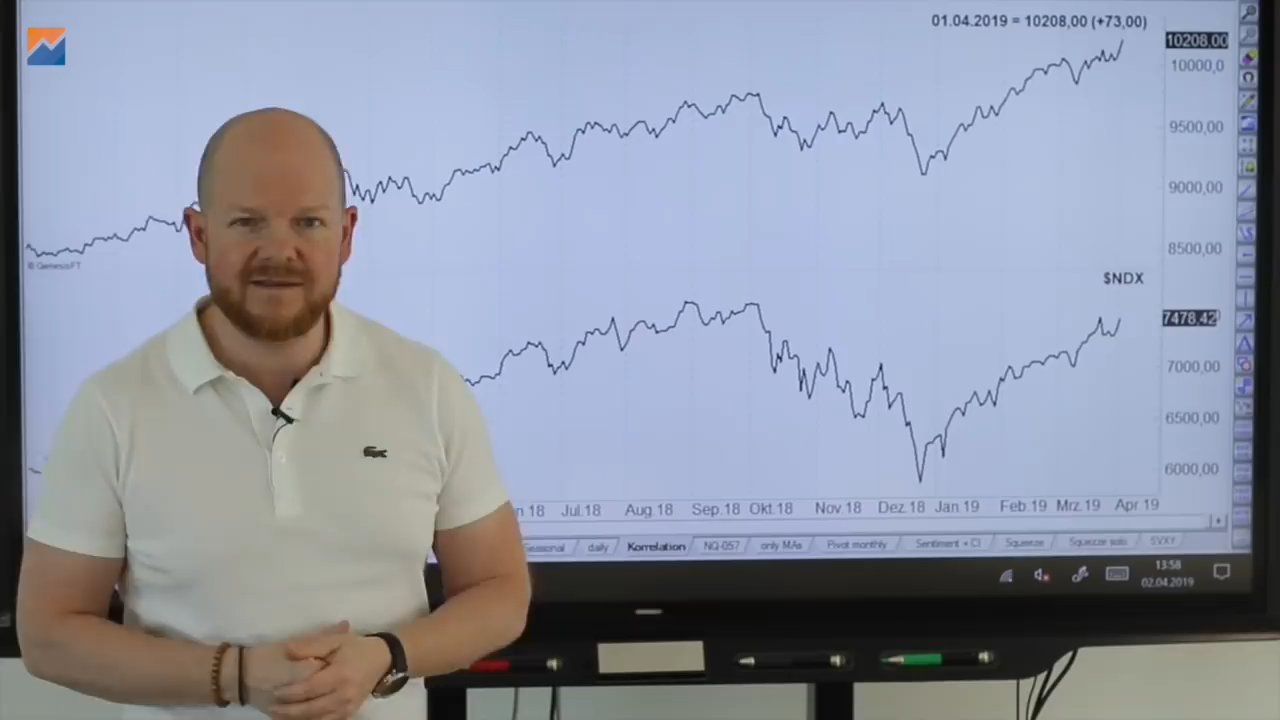 01.04.2019 = 10208,00 (+73,00)
10208,00
10000,0
9500,00
9000,00
8500,00
© GenesisFT
$NDX
7478,42
7000,00
6500,00
6000,00
n 18 Jul.18 Aug.18 Sep.18 Okt.18 Nov.18 Dez.18 Jan.19 Feb.19 Mrz.19 Apr 19
Seasonal daily Korrelation NQ-057 only MAs Pivot monthly Sentiment + CI Squeeze Squeeze solo SVXY
13:58
02.04.2019